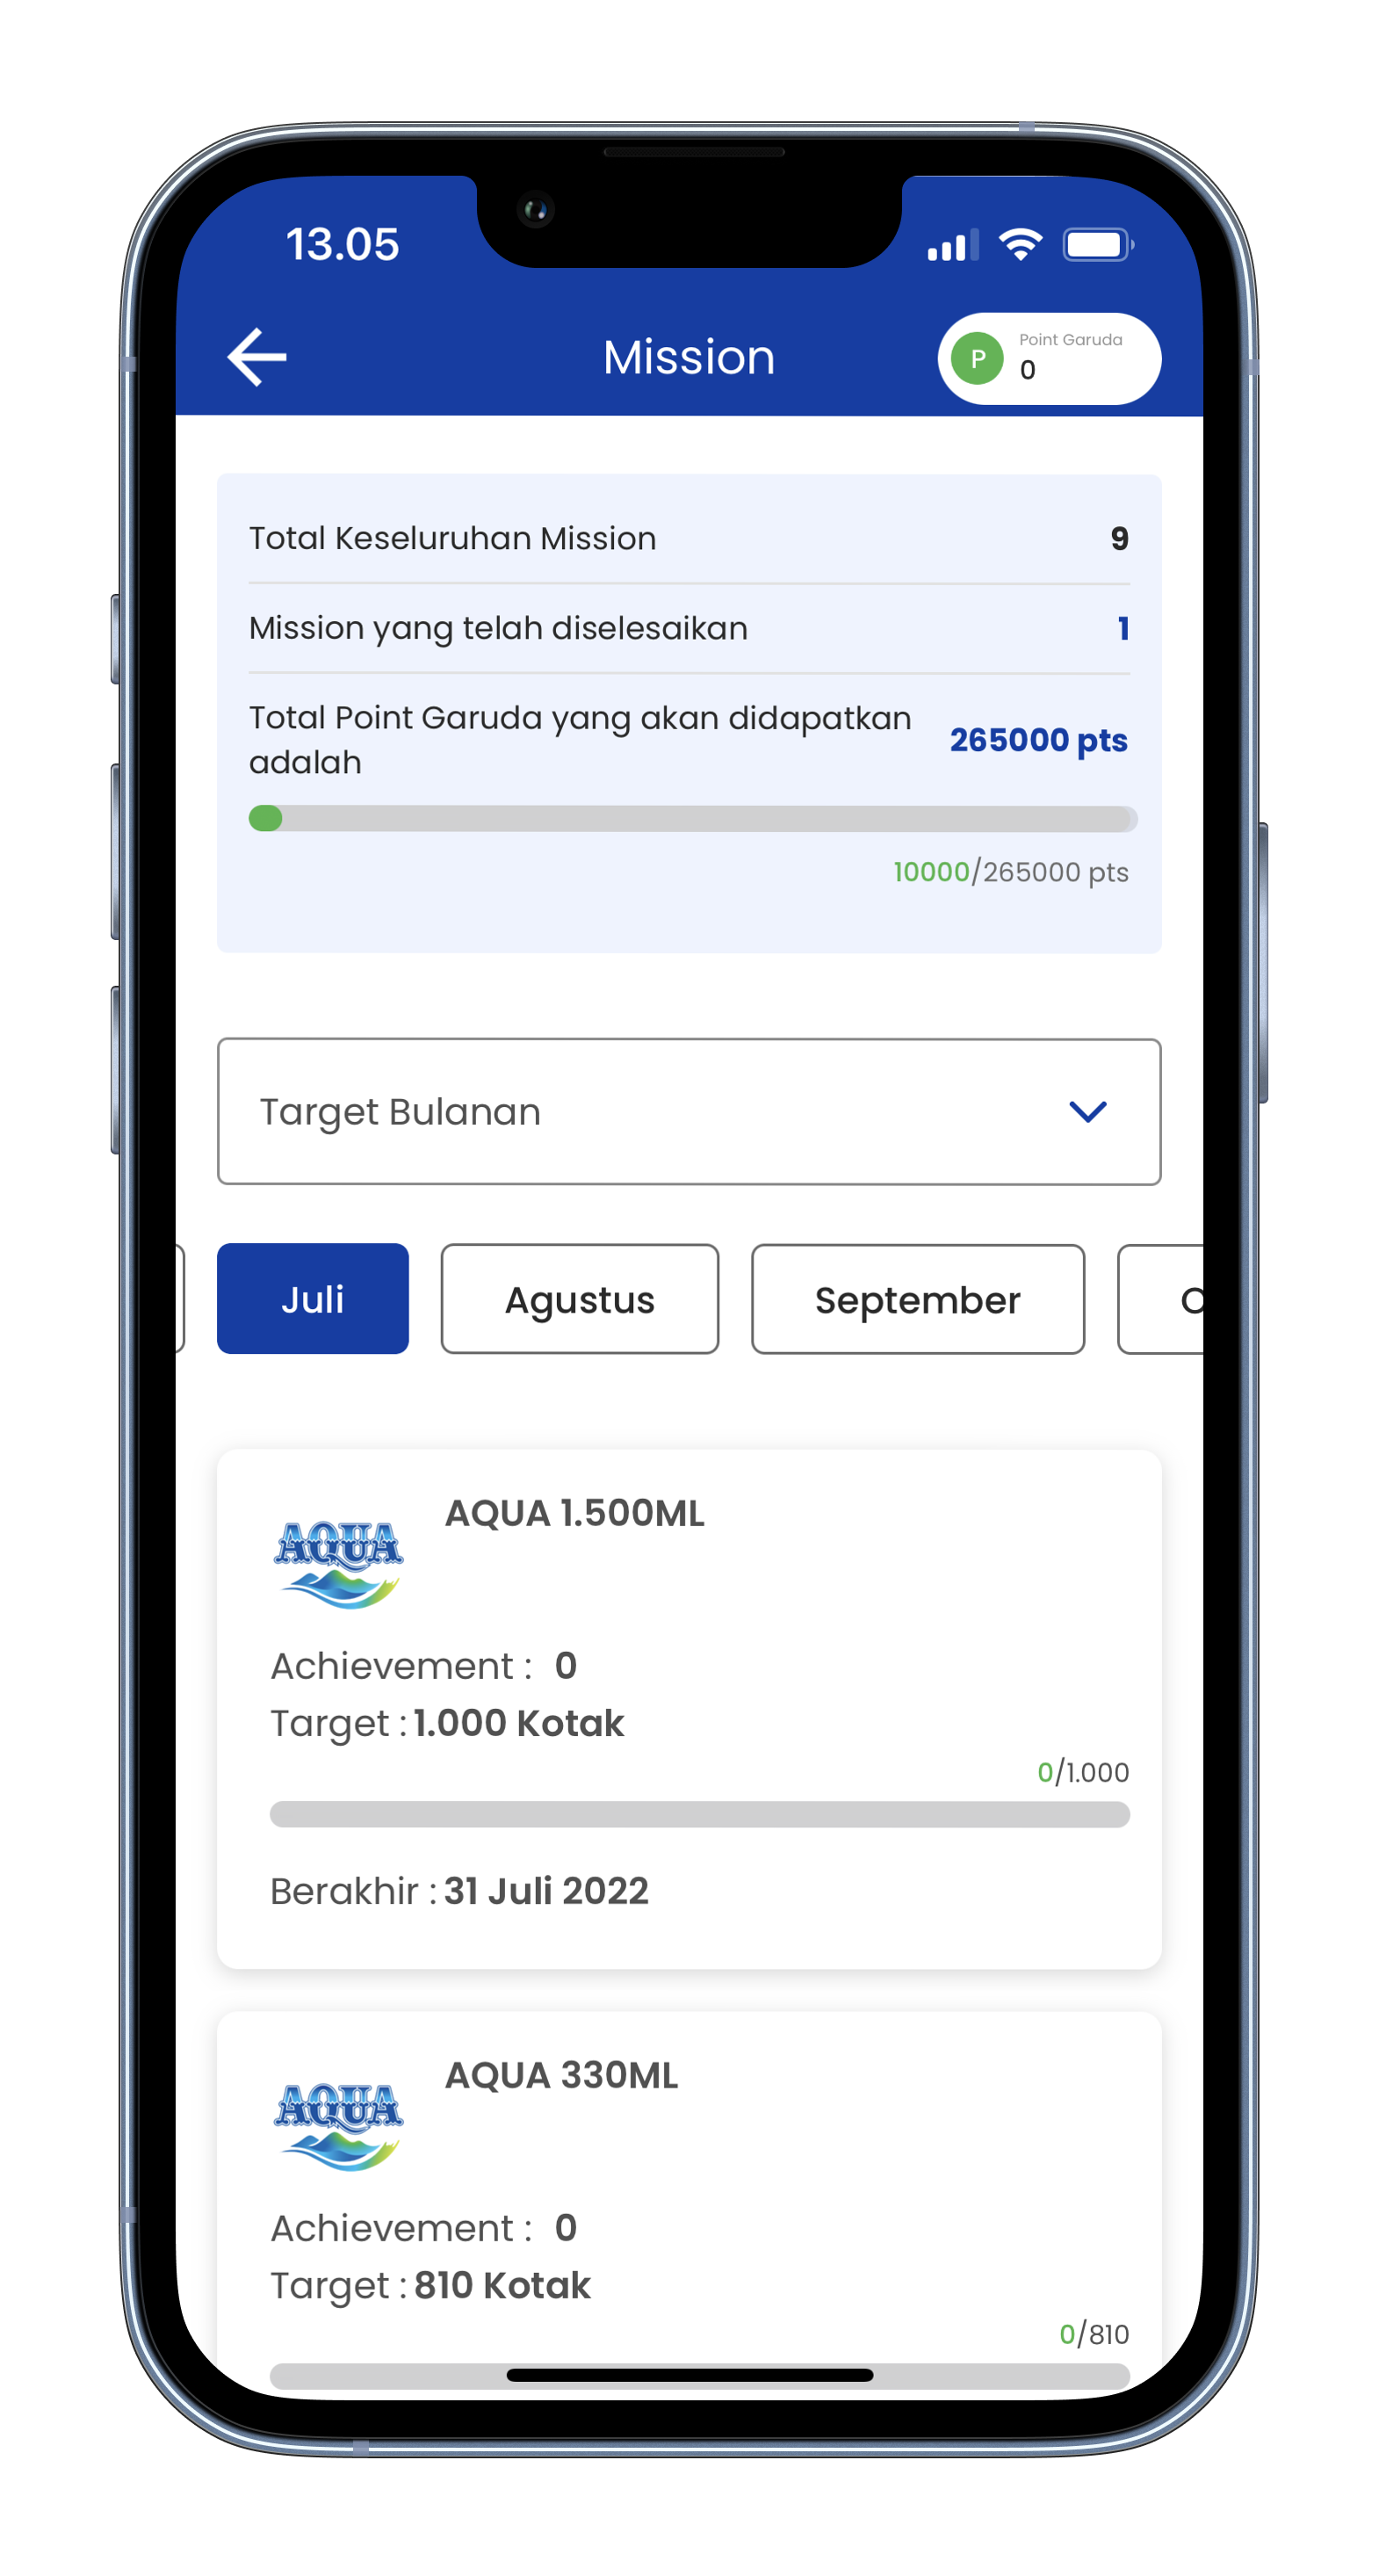 13.05
Mission
P
Point Garuda
0
Total Keseluruhan Mission 9
Mission yang telah diselesaikan 1
Total Point Garuda yang akan didapatkan
adalah
265000 pts
10000/265000 pts
Target Bulanan
Juli Agustus September
AQUA
AQUA 1.500ML
Achievement : 0
Target : 1.000 Kotak
0/1.000
Berakhir : 31 Juli 2022
AQUA
AQUA 330ML
Achievement : 0
Target : 810 Kotak
0/810